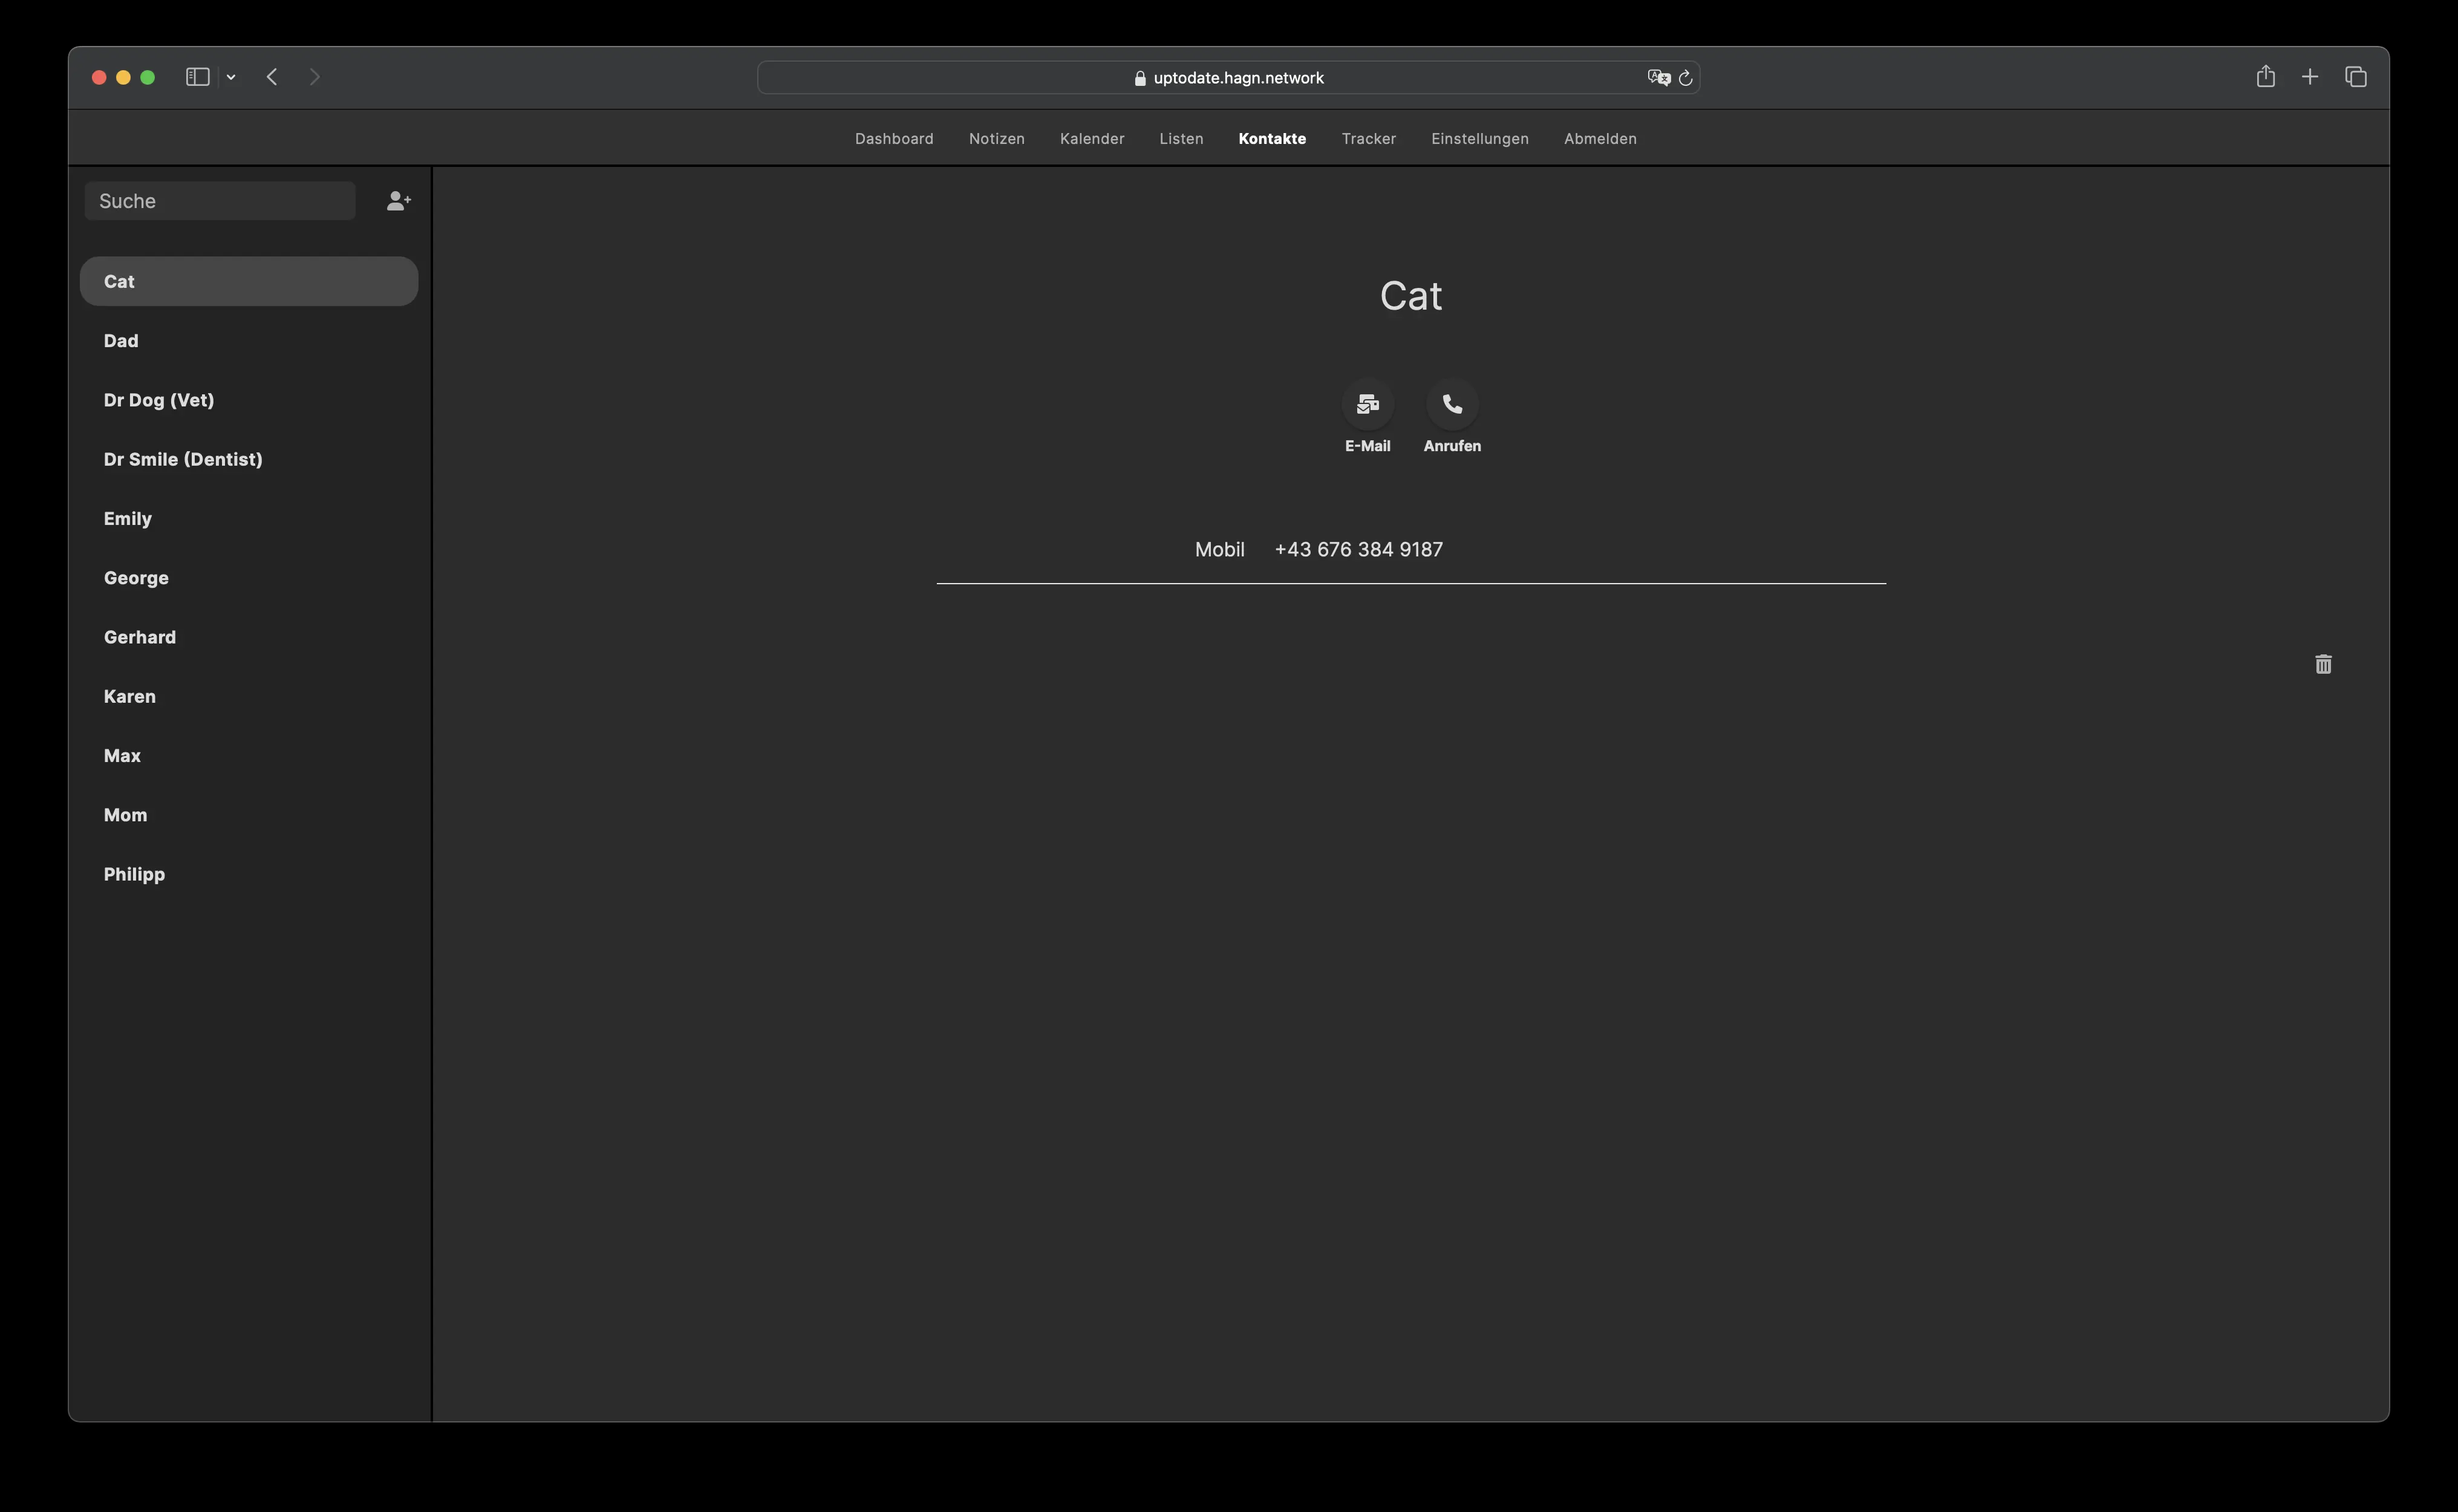 uptodate.hagn.network
Dashboard Notizen Kalender Listen Kontakte Tracker Einstellungen Abmelden
Suche
Cat
Dad
Dr Dog (Vet)
Dr Smile (Dentist)
Emily
George
Gerhard
Karen
Max
Mom
Philipp
Cat
E-Mail Anrufen
Mobil +43 676 384 9187